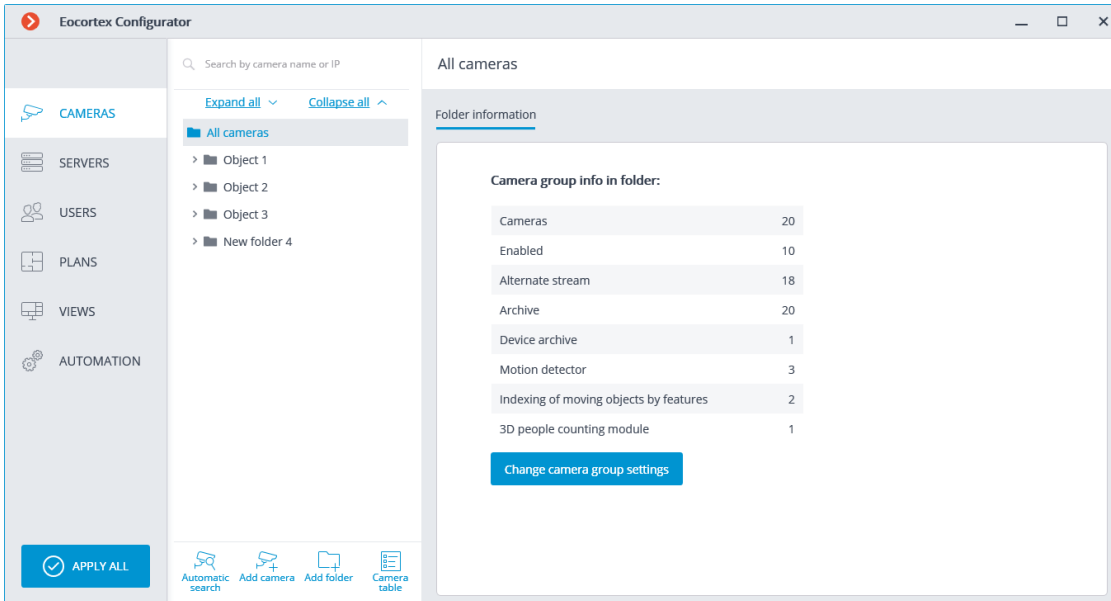 Eocortex Configurator
CAMERAS
SERVERS
USERS
PLANS
VIEWS
AUTOMATION
APPLY ALL
Search by camera name or IP
Expand all Collapse all
All cameras
Object 1
Object 2
Object 3
New folder 4
Automatic search
Add camera
Add folder
Camera table
All cameras
Folder information
Camera group info in folder:
Cameras 20
Enabled 10
Alternate stream 18
Archive 20
Device archive 1
Motion detector 3
Indexing of moving objects by features 2
3D people counting module 1
Change camera group settings